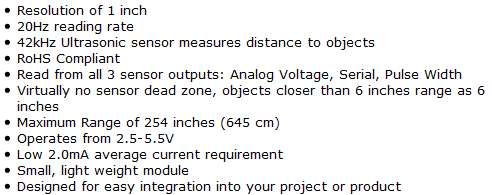 • Resolution of 1 inch
• 20Hz reading rate
• 42kHz Ultrasonic sensor measures distance to objects
• RoHS Compliant
• Read from all 3 sensor outputs: Analog Voltage, Serial, Pulse Width
• Virtually no sensor dead zone, objects closer than 6 inches range as 6
inches
• Maximum Range of 254 inches (645 cm)
• Operates from 2.5-5.5V
• Low 2.0mA average current requirement
• Small, light weight module
• Designed for easy integration into your project or product